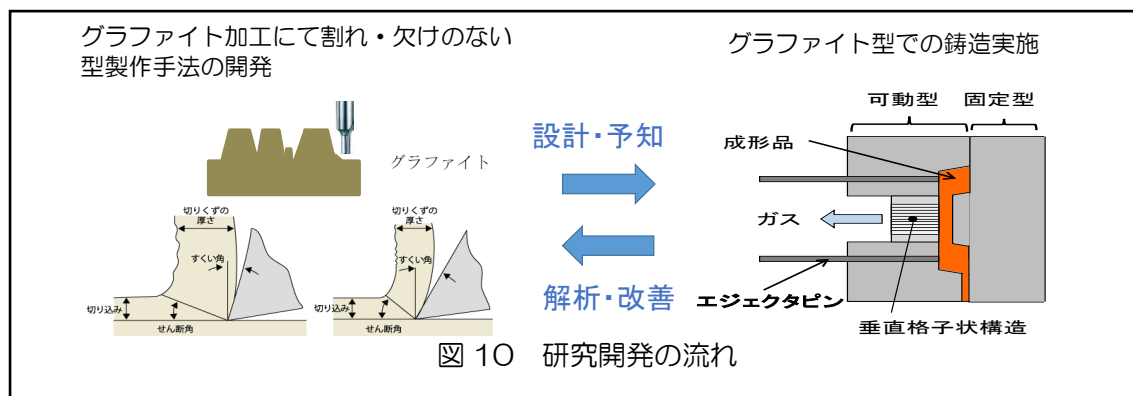 グラファイト加工にて割れ・欠けのない
型製作手法の開発
グラファイト
切りくずの
厚さ
すくい角
切り込み
せん断角
切りくずの
厚さ
すくい角
切り込み
せん断角
設計・予知
解析・改善
グラファイト型での鋳造実施
可動型 固定型
成形品
ガス
エジェクタピン
垂直格子状構造
図 10 研究開発の流れ